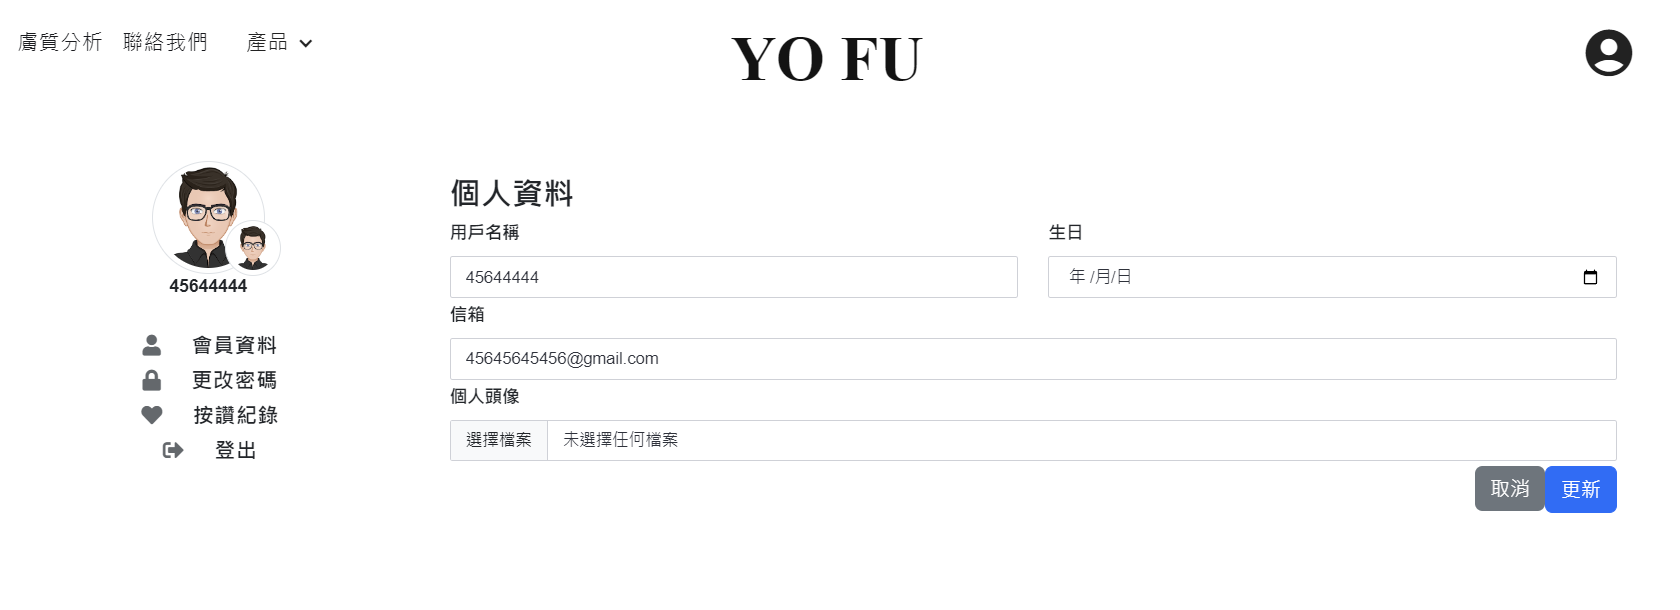 膚質分析 聯絡我們 產品
YO FU
45644444
會員資料
更改密碼
按讚紀錄
登出
個人資料
用戶名稱 生日
45644444 年 /月/日
信箱
45645645456@gmail.com
個人頭像
選擇檔案 未選擇任何檔案
取消 更新